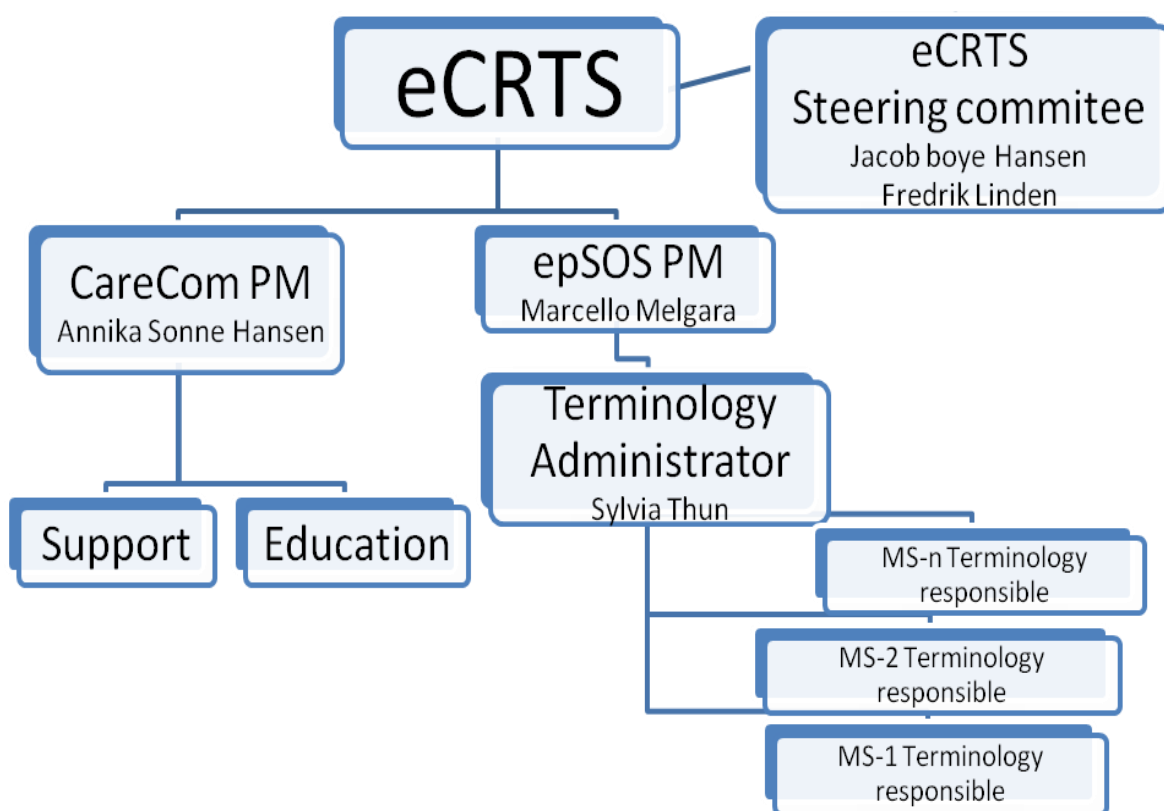 eCRTS
eCRTS
Steering commitee
Jacob boye Hansen
Fredrik Linden
CareCom PM
Annika Sonne Hansen
epSOS PM
Marcello Melgara
Terminology
Administrator
Sylvia Thun
Support
Education
MS-n Terminology
responsible
MS-2 Terminology
responsible
MS-1 Terminology
responsible